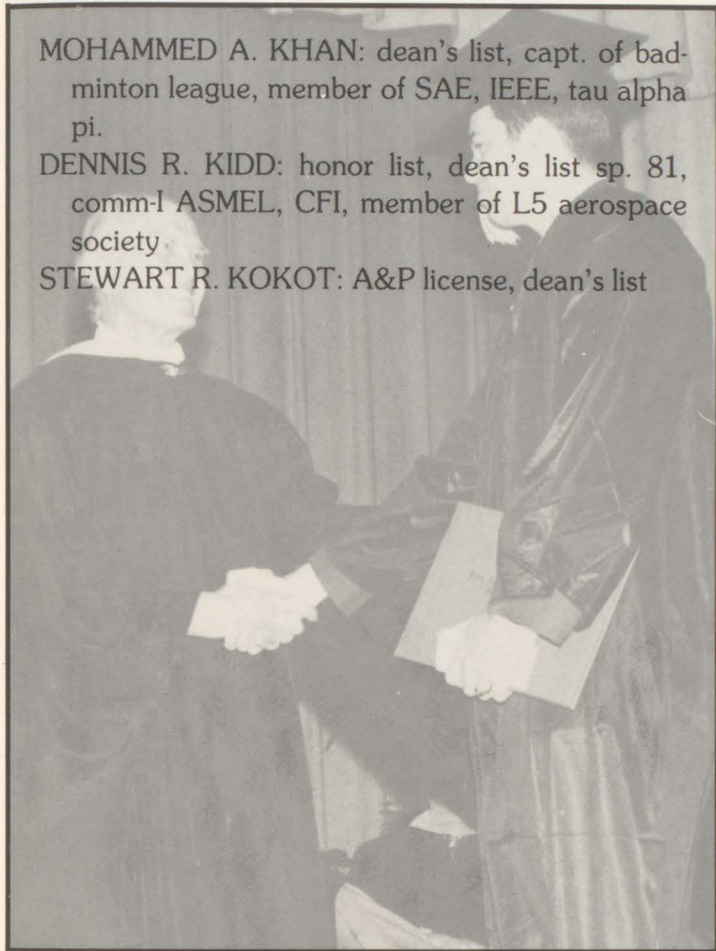 MOHAMMED A. KHAN: dean's list, capt. of bad-
minton league, member of SAE, IEEE, tau alpha
pi.
DENNIS R. KIDD: honor list, dean's list sp. 81,
comm-I ASMEL, CFI, member of L5 aerospace
society
STEWART R. KOKOT: A&P license, dean's list